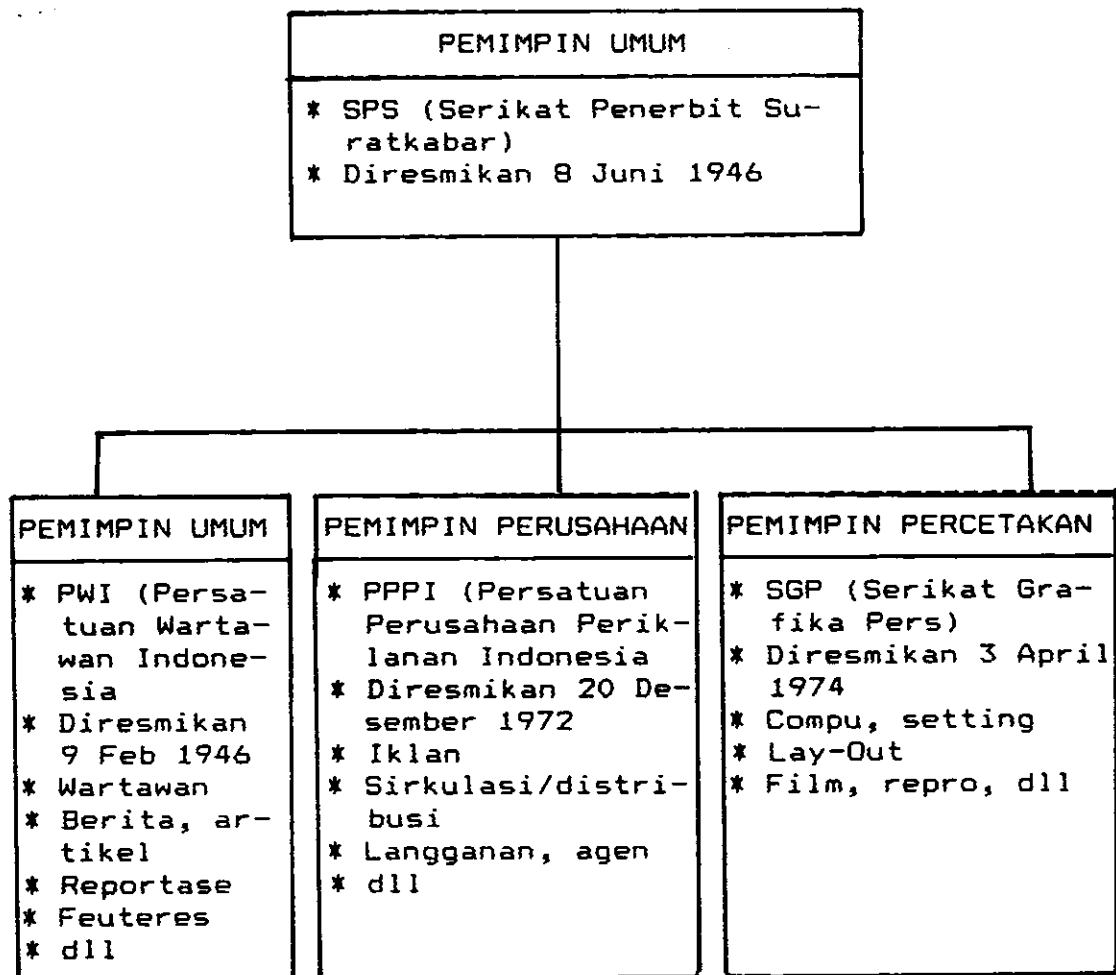 PEMIMPIN UMUM
* SPS (Serikat Penerbit Su-
ratkabar)
* Diresmikan 8 Juni 1946
PEMIMPIN UMUM
* PWI (Persa-
tuan Warta-
wan Indone-
sia
* Diresmikan
9 Feb 1946
* Wartawan
* Berita, ar-
tikel
* Reportase
* Feuteres
* dll
PEMIMPIN PERUSAHAAN
* PPPI (Persatuan
Perusahaan Perik-
lanan Indonesia
* Diresmikan 20 De-
sember 1972
* Iklan
* Sirkulasi/distri-
busi
* Langganan, agen
* dll
PEMIMPIN PERCETAKAN
* SGP (Serikat Gra-
fika Pers)
* Diresmikan 3 April
1974
* Compu, setting
* Lay-Out
* Film, repro, dll